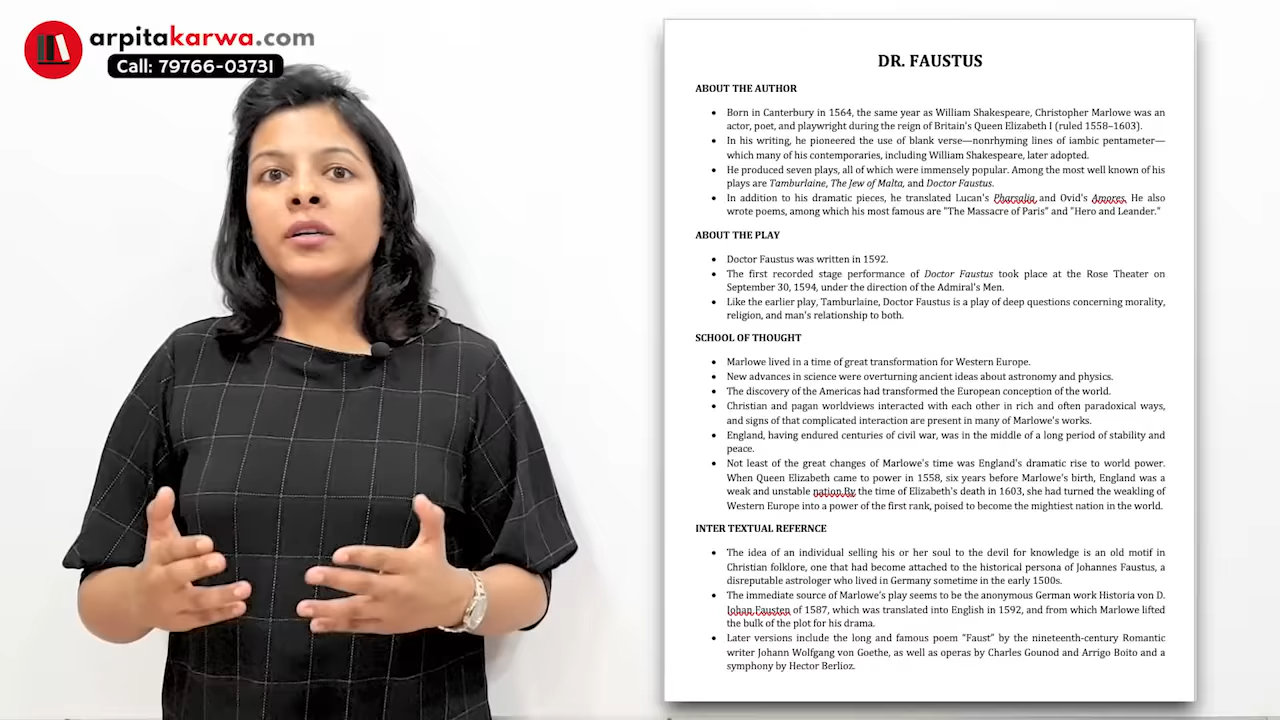 arpitakarwa.com
Call: 79766-03731
DR. FAUSTUS
ABOUT THE AUTHOR
• Born in Canterbury in 1564, the same year as William Shakespeare, Christopher Marlowe was an
actor, poet, and playwright during the reign of Britain's Queen Elizabeth I (ruled 1558–1603).
• In his writing, he pioneered the use of blank verse—nonrhyming lines of iambic pentameter—
which many of his contemporaries, including William Shakespeare, later adopted.
• He produced seven plays, all of which were immensely popular. Among the most well known of his
plays are Tamburlaine, The Jew of Malta, and Doctor Faustus.
• In addition to his dramatic pieces, he translated Lucan's Pharsalia and Ovid's Amores. He also
wrote poems, among which his most famous are "The Massacre of Paris" and "Hero and Leander."
ABOUT THE PLAY
• Doctor Faustus was written in 1592.
• The first recorded stage performance of Doctor Faustus took place at the Rose Theater on
September 30, 1594, under the direction of the Admiral's Men.
• Like the earlier play, Tamburlaine, Doctor Faustus is a play of deep questions concerning morality,
religion, and man's relationship to both.
SCHOOL OF THOUGHT
• Marlowe lived in a time of great transformation for Western Europe.
• New advances in science were overturning ancient ideas about astronomy and physics.
• The discovery of the Americas had transformed the European conception of the world.
• Christian and pagan worldviews interacted with each other in rich and often paradoxical ways,
and signs of that complicated interaction are present in many of Marlowe's works.
• England, having endured centuries of civil war, was in the middle of a long period of stability and
peace.
• Not least of the great changes of Marlowe's time was England's dramatic rise to world power.
When Queen Elizabeth came to power in 1558, six years before Marlowe's birth, England was a
weak and unstable nation.By the time of Elizabeth's death in 1603, she had turned the weakling of
Western Europe into a power of the first rank, poised to become the mightiest nation in the world.
INTER TEXTUAL REFERNCE
• The idea of an individual selling his or her soul to the devil for knowledge is an old motif in
Christian folklore, one that had become attached to the historical persona of Johannes Faustus, a
disreputable astrologer who lived in Germany sometime in the early 1500s.
• The immediate source of Marlowe's play seems to be the anonymous German work Historia von D.
Iohan Fausten of 1587, which was translated into English in 1592, and from which Marlowe lifted
the bulk of the plot for his drama.
• Later versions include the long and famous poem "Faust" by the nineteenth-century Romantic
writer Johann Wolfgang von Goethe, as well as operas by Charles Gounod and Arrigo Boito and a
symphony by Hector Berlioz.